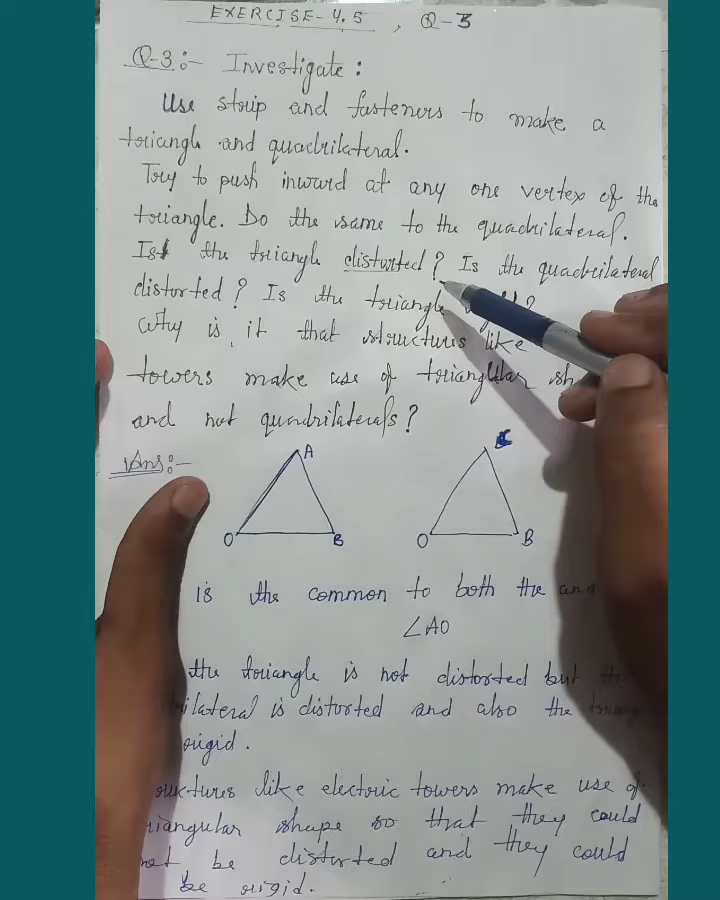 EXERCISE-4.5, Q-3
Q-3:- Investigate:
Use strip and fasteners to make a
triangle and quadrilateral.
Try to push inward at any one vertex of the
triangle. Do the same to the quadrilateral.
Is the triangle distorted? Is the quadrilateral
distorted? Is the triangle
Why is it that structures like
towers make use of triangular sh
and not quadrilaterals?
Ans:-
A
O B
O B
is the common to both the
∠AO
the triangle is not distorted but
ilateral is distorted and also the
rigid.
uctures like electric towers make use of
riangular shape so that they could
not be distorted and they could
be rigid.